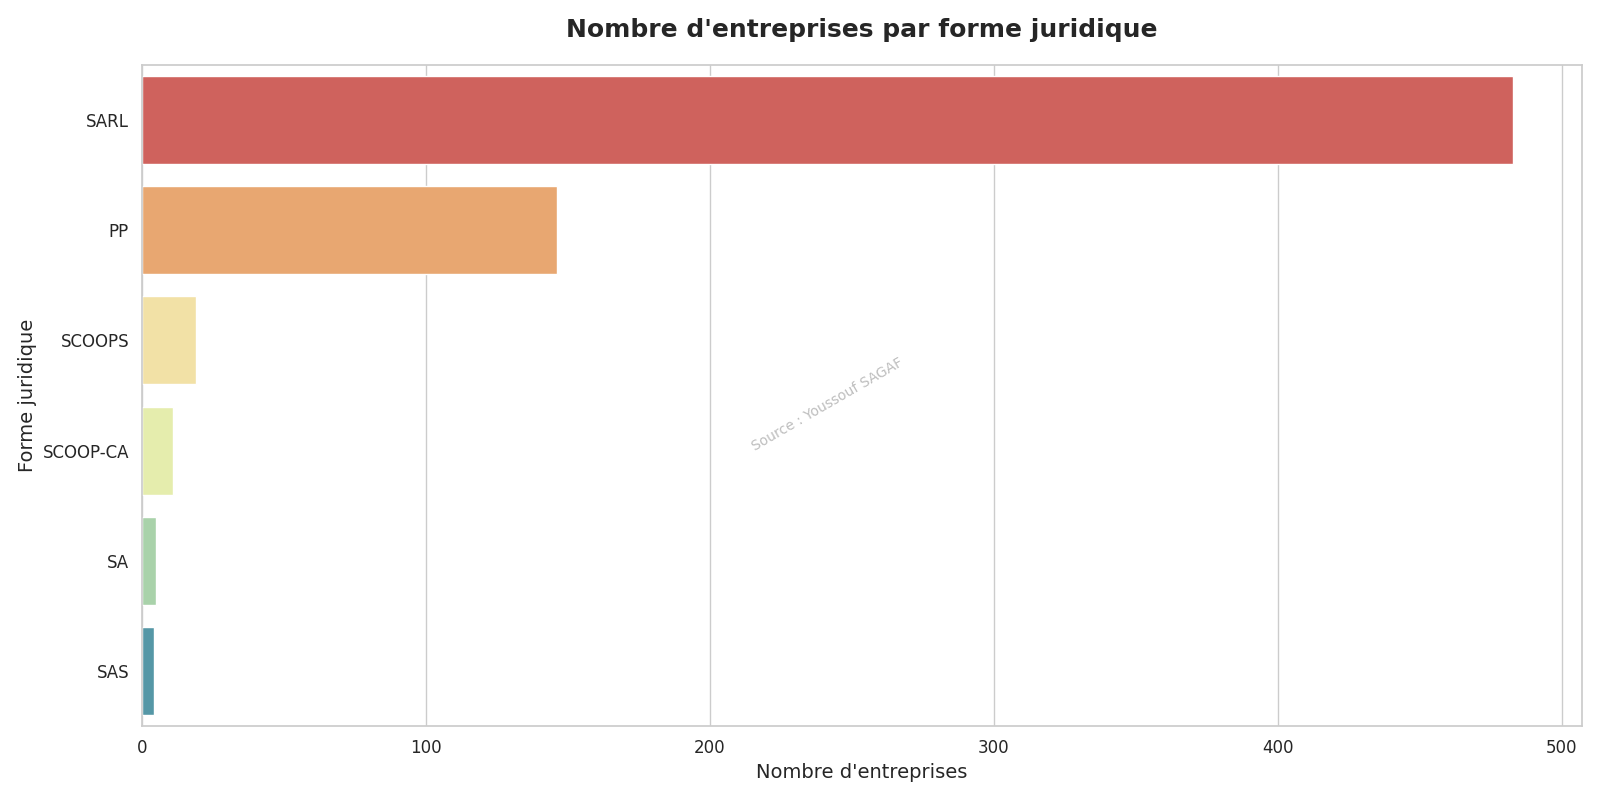 Nombre d'entreprises par forme juridique
Forme juridique
SARL
PP
SCOOPS
SCOOP-CA
SA
SAS
Source : Youssouf SAGAF
0 100 200 300 400 500
Nombre d'entreprises